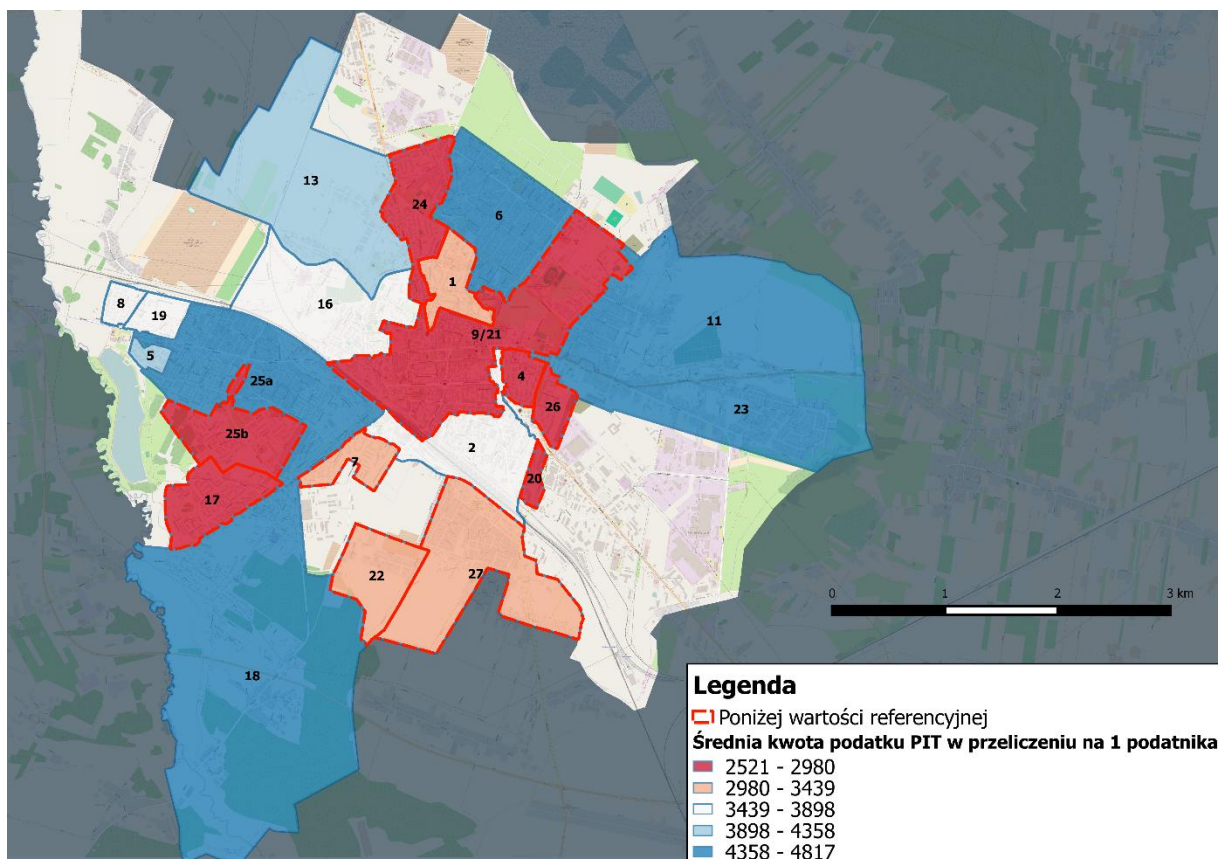 13
24
6
1
8
19
16
11
9/21
5
25a
4
26
23
25b
2
7
20
17
22
27
18
0 1 2 3 km
Legenda
Poniżej wartości referencyjnej
Średnia kwota podatku PIT w przeliczeniu na 1 podatnika
2521 - 2980
2980 - 3439
3439 - 3898
3898 - 4358
4358 - 4817